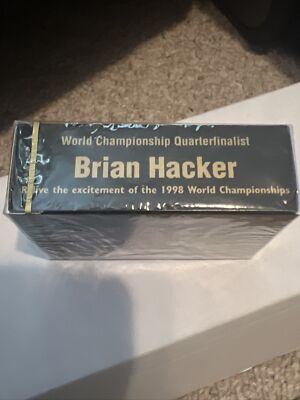 World Championship Quarterfinalist
Brian Hacker
Relive the excitement of the 1998 World Championships